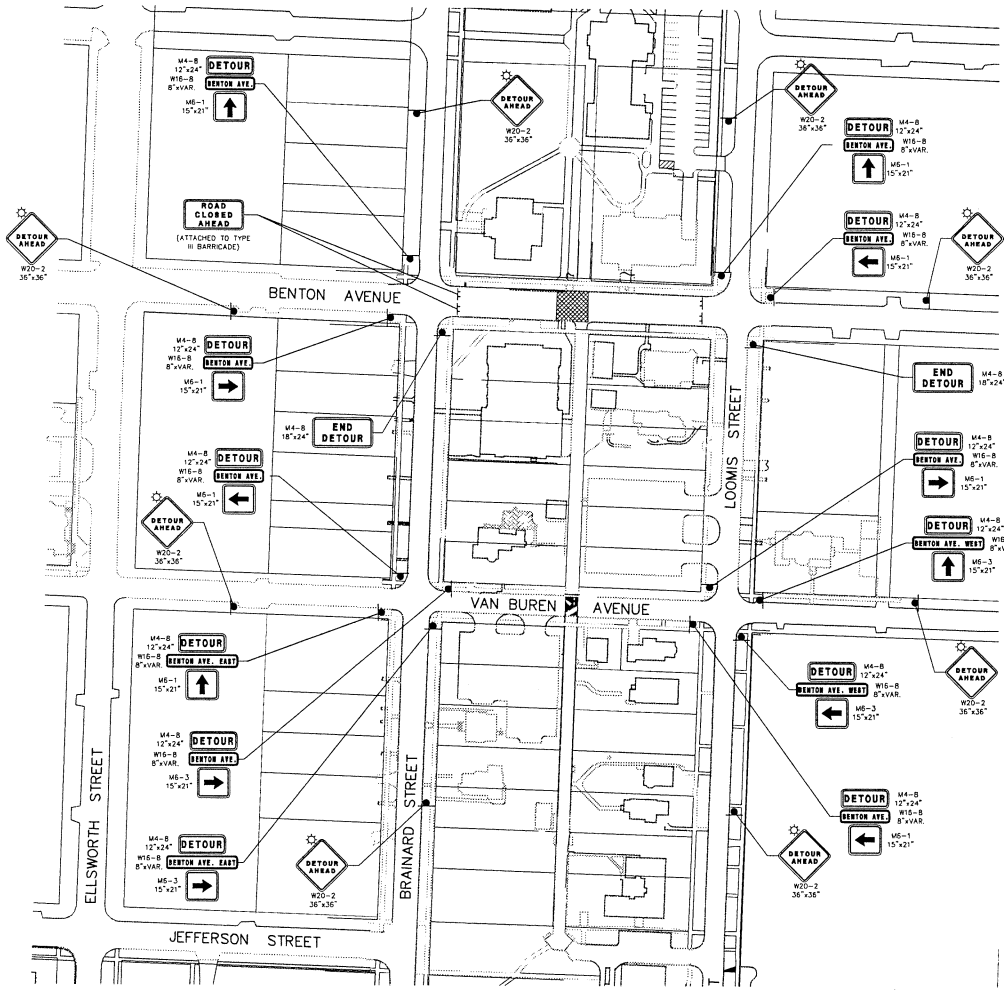 M4-8
12"x24"
DETOUR
W16-8
8"xVAR.
BENTON AVE.
M6-1
15"x21"
DETOUR
AHEAD
W20-2
36"x36"
DETOUR
AHEAD
W20-2
36"x36"
DETOUR
M4-8
12"x24"
BENTON AVE.
W16-8
8"xVAR.
M6-1
15"x21"
ROAD
CLOSED
AHEAD
(ATTACHED TO TYPE
III BARRICADE)
DETOUR
AHEAD
W20-2
36"x36"
DETOUR
M4-8
12"x24"
BENTON AVE.
W16-8
8"xVAR.
M6-1
15"x21"
DETOUR
AHEAD
W20-2
36"x36"
BENTON AVENUE
M4-8
12"x24"
DETOUR
W16-8
8"xVAR.
BENTON AVE.
M6-1
15"x21"
END
DETOUR
M4-8
18"x24"
M4-8
18"x24"
END
DETOUR
LOOMIS STREET
M4-8
12"x24"
DETOUR
W16-8
8"xVAR.
BENTON AVE.
M6-1
15"x21"
DETOUR
M4-8
12"x24"
BENTON AVE.
W16-8
8"xVAR.
M6-1
15"x21"
DETOUR
AHEAD
W20-2
36"x36"
DETOUR
M4-8
12"x24"
BENTON AVE. WEST
M6-3
15"x21"
VAN BUREN AVENUE
M4-8
12"x24"
DETOUR
W16-8
8"xVAR.
BENTON AVE. EAST
M6-1
15"x21"
DETOUR
M4-8
12"x24"
BENTON AVE. WEST
W16-8
8"xVAR.
M6-3
15"x21"
DETOUR
AHEAD
W20-2
36"x36"
M4-8
12"x24"
DETOUR
W16-8
8"xVAR.
BENTON AVE.
M6-3
15"x21"
ELLSWORTH STREET
BRAINARD STREET
DETOUR
M4-8
12"x24"
BENTON AVE.
W16-8
8"xVAR.
M6-1
15"x21"
M4-8
12"x24"
DETOUR
W16-8
8"xVAR.
BENTON AVE. EAST
M6-3
15"x21"
DETOUR
AHEAD
W20-2
36"x36"
DETOUR
AHEAD
W20-2
36"x36"
JEFFERSON STREET